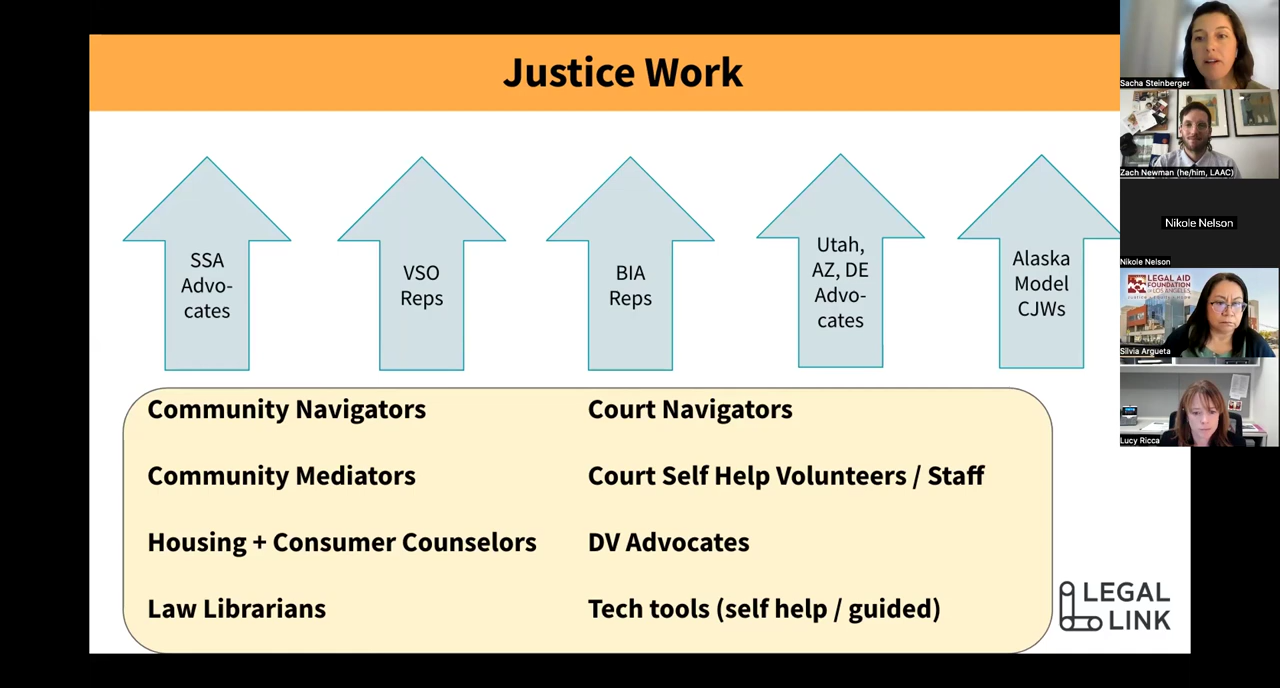 Justice Work
SSA
Advo-
cates
VSO
Reps
BIA
Reps
Utah,
AZ, DE
Advo-
cates
Alaska
Model
CJWs
Community Navigators
Court Navigators
Community Mediators
Court Self Help Volunteers / Staff
Housing + Consumer Counselors
DV Advocates
Law Librarians
Tech tools (self help / guided)
LEGAL
LINK
Sacha Steinberger
Zach Newman (he/him, LAAC)
Nikole Nelson
Nikole Nelson
LEGAL AID
FOUNDATION
LOS ANGELES
Silvia Argueta
Lucy Ricca